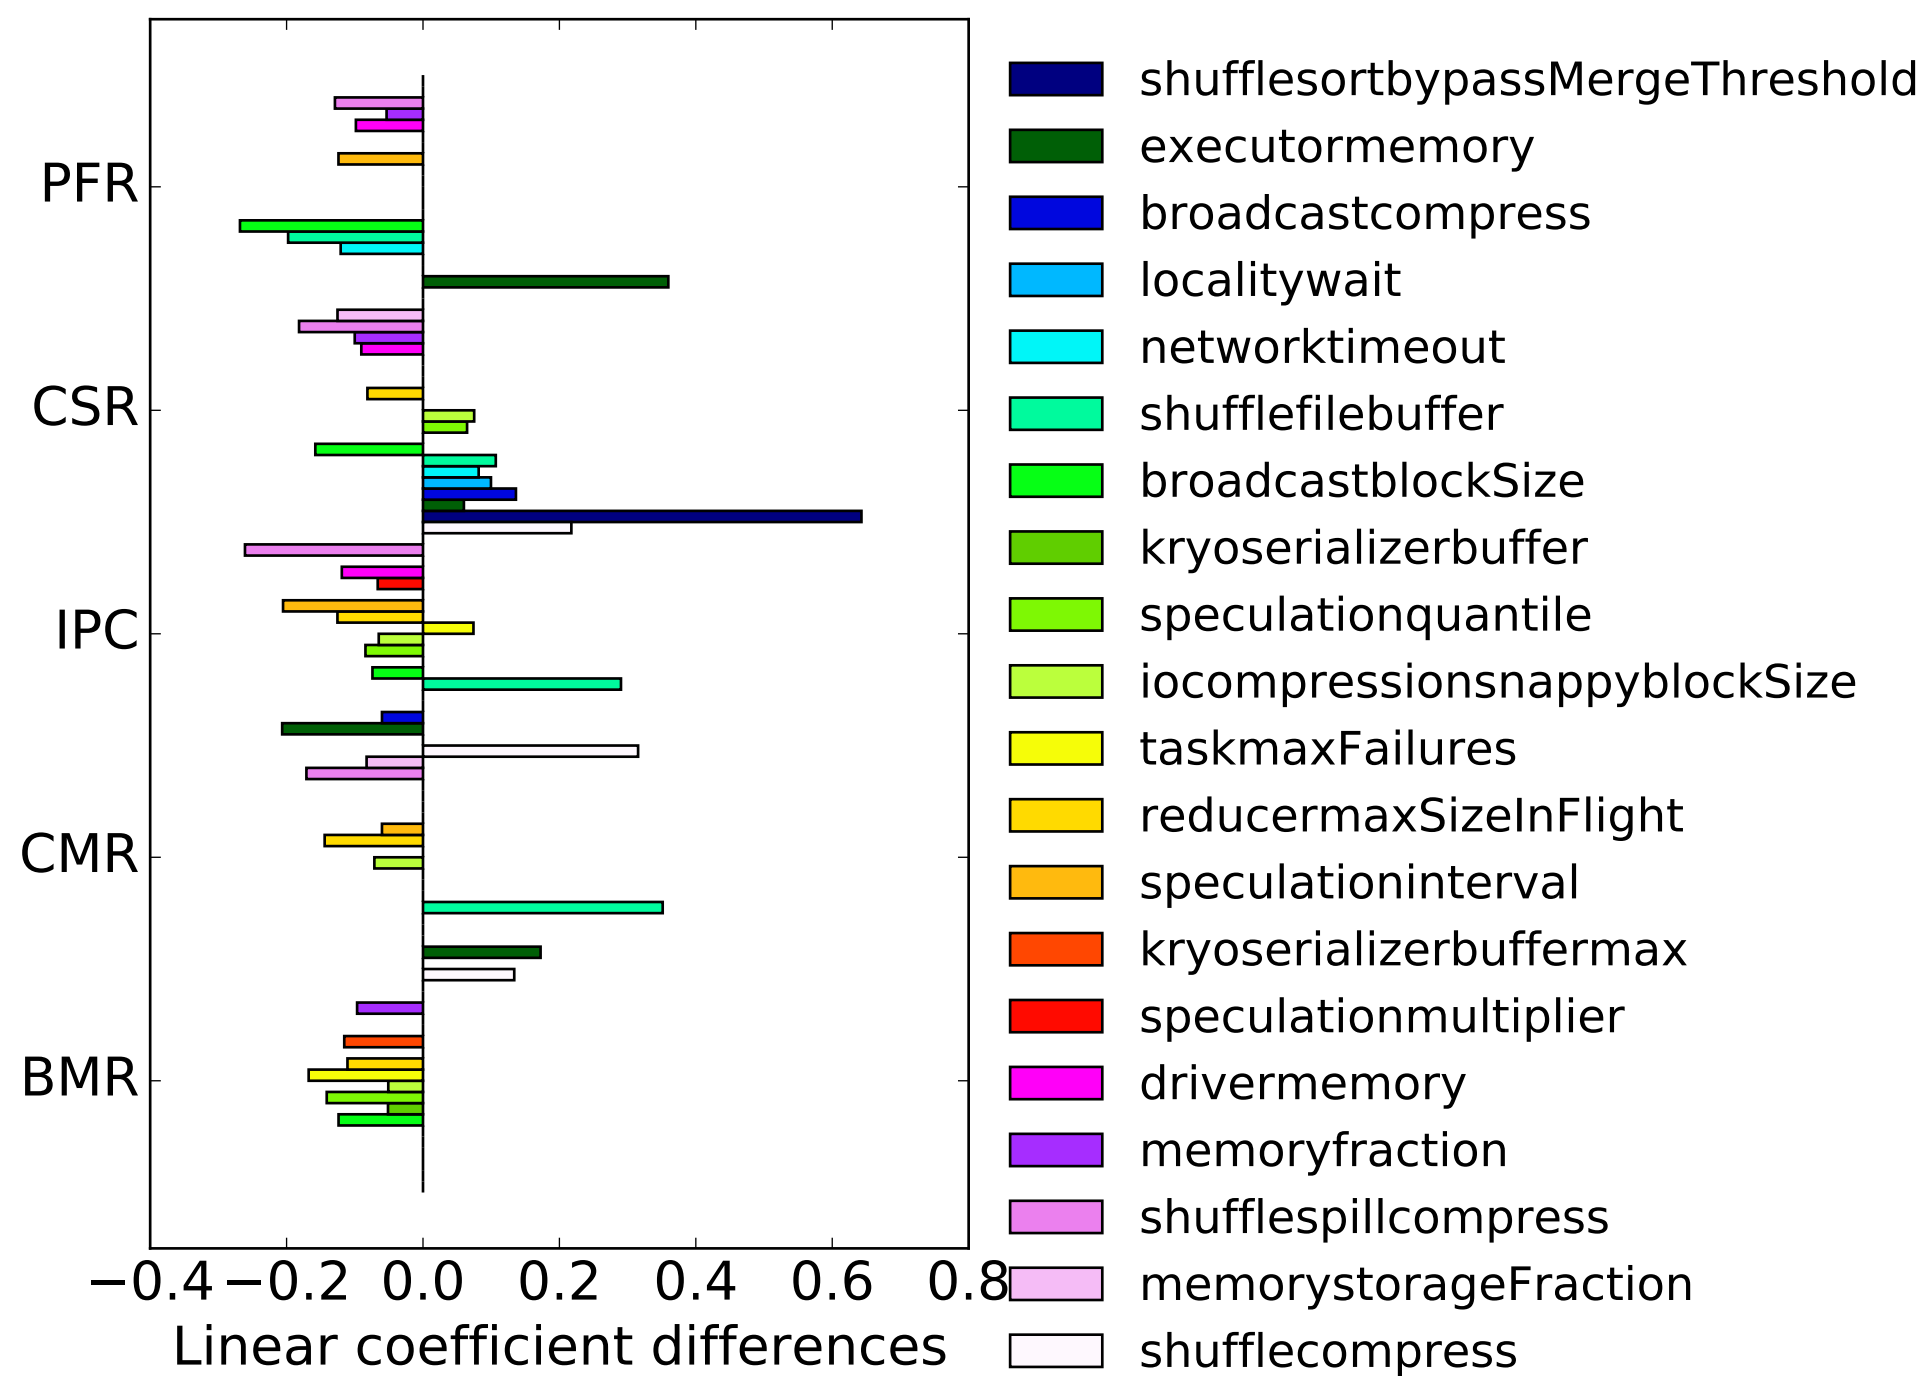 PFR
CSR
IPC
CMR
BMR
−0.4 −0.2 0.0 0.2 0.4 0.6 0.8
Linear coefficient differences
shufflesortbypassMergeThreshold
executormemory
broadcastcompress
localitywait
networktimeout
shufflefilebuffer
broadcastblockSize
kryoserializerbuffer
speculationquantile
iocompressionsnappyblockSize
taskmaxFailures
reducermaxSizeInFlight
speculationinterval
kryoserializerbuffermax
speculationmultiplier
drivermemory
memoryfraction
shufflespillcompress
memorystorageFraction
shufflecompress